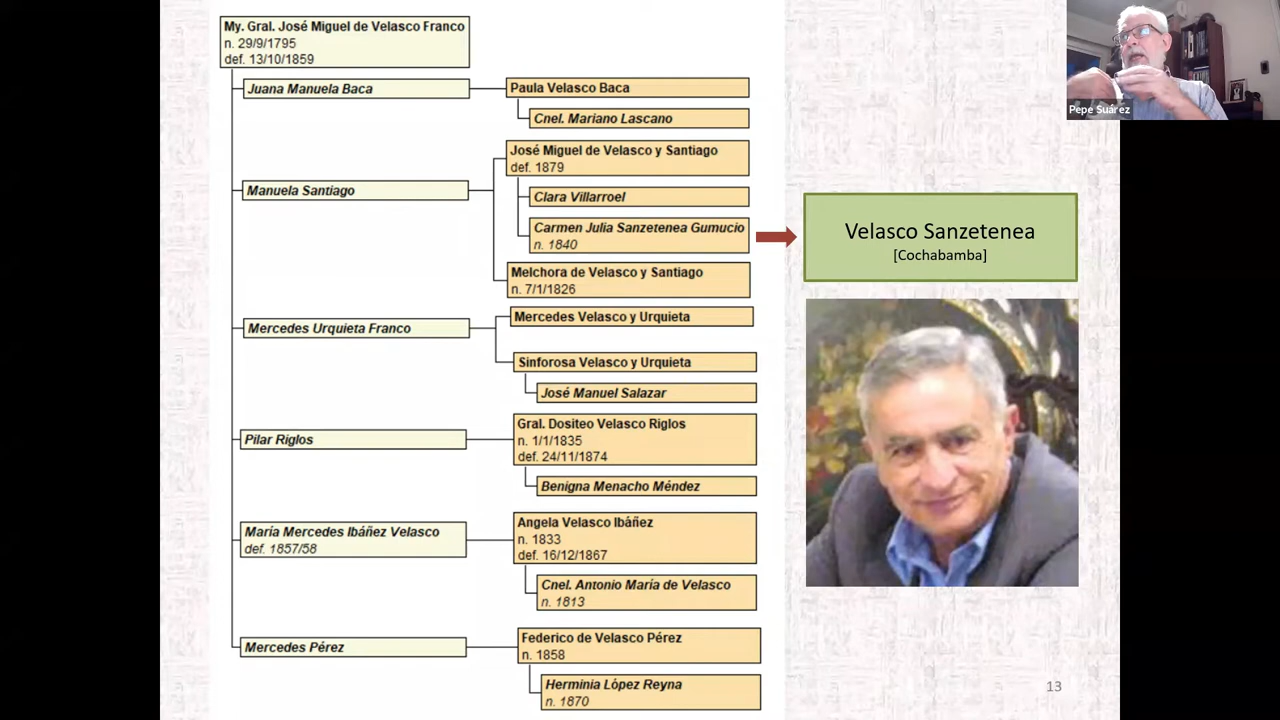 My. Gral. José Miguel de Velasco Franco
n. 29/9/1795
def. 13/10/1859
Juana Manuela Baca
Paula Velasco Baca
Cnel. Mariano Lascano
Manuela Santiago
José Miguel de Velasco y Santiago
def. 1879
Clara Villarroel
Carmen Julia Sanzetenea Gumucio
n. 1840
Melchora de Velasco y Santiago
n. 7/1/1826
Mercedes Urquieta Franco
Mercedes Velasco y Urquieta
Sinforosa Velasco y Urquieta
José Manuel Salazar
Pilar Riglos
Gral. Dositeo Velasco Riglos
n. 1/1/1835
def. 24/11/1874
Benigna Menacho Méndez
María Mercedes Ibáñez Velasco
def. 1857/58
Angela Velasco Ibáñez
n. 1833
def. 16/12/1867
Cnel. Antonio María de Velasco
n. 1813
Mercedes Pérez
Federico de Velasco Pérez
n. 1858
Herminia López Reyna
n. 1870
Velasco Sanzetenea
[Cochabamba]
Pepe Suárez
13